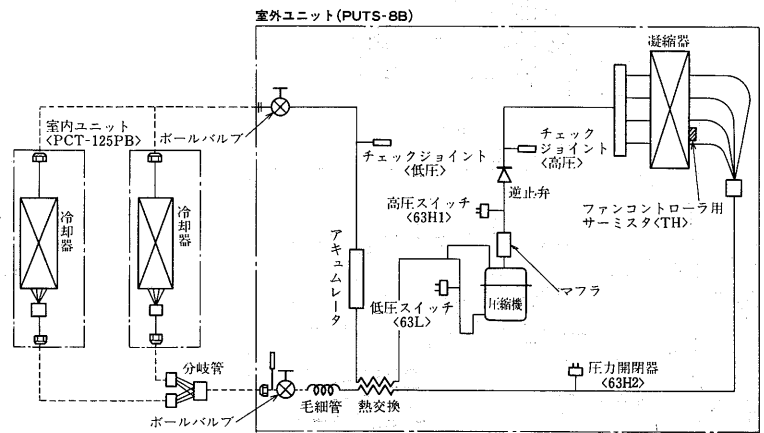 室外ユニット(PUTS-8B)
凝縮器
室内ユニット
<PCT-125PB>
ボールバルブ
チェックジョイント
<低圧>
チェック
ジョイント
<高圧>
逆止弁
高圧スイッチ
<63H1>
ファンコントローラ用
サーミスタ<TH>
冷却器
冷却器
アキュムレータ
低圧スイッチ
<63L>
圧縮機
マフラ
分岐管
ボールバルブ
毛細管
熱交換
圧力開閉器
<63H2>